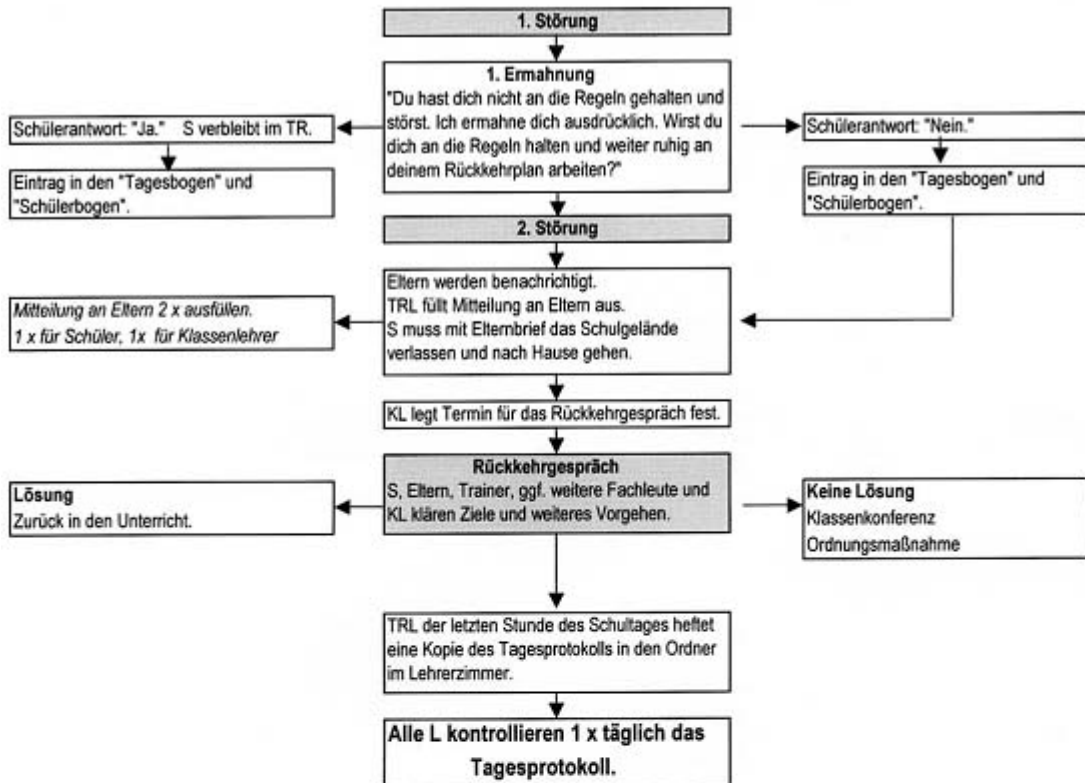 1. Störung
1. Ermahnung
"Du hast dich nicht an die Regeln gehalten und
störst. Ich ermahne dich ausdrücklich. Wirst du
dich an die Regeln halten und weiter ruhig an
deinem Rückkehrplan arbeiten?"
Schülerantwort: "Ja." S verbleibt im TR.
Eintrag in den "Tagesbogen" und
"Schülerbogen".
Schülerantwort: "Nein."
Eintrag in den "Tagesbogen" und
"Schülerbogen".
2. Störung
Eltern werden benachrichtigt.
TRL füllt Mitteilung an Eltern aus.
S muss mit Elternbrief das Schulgelände
verlassen und nach Hause gehen.
Mitteilung an Eltern 2 x ausfüllen.
1 x für Schüler, 1x für Klassenlehrer
KL legt Termin für das Rückkehrgespräch fest.
Rückkehrgespräch
S, Eltern, Trainer, ggf. weitere Fachleute und
KL klären Ziele und weiteres Vorgehen.
Lösung
Zurück in den Unterricht.
Keine Lösung
Klassenkonferenz
Ordnungsmaßnahme
TRL der letzten Stunde des Schultages heftet
eine Kopie des Tagesprotokolls in den Ordner
im Lehrerzimmer.
Alle L kontrollieren 1 x täglich das
Tagesprotokoll.